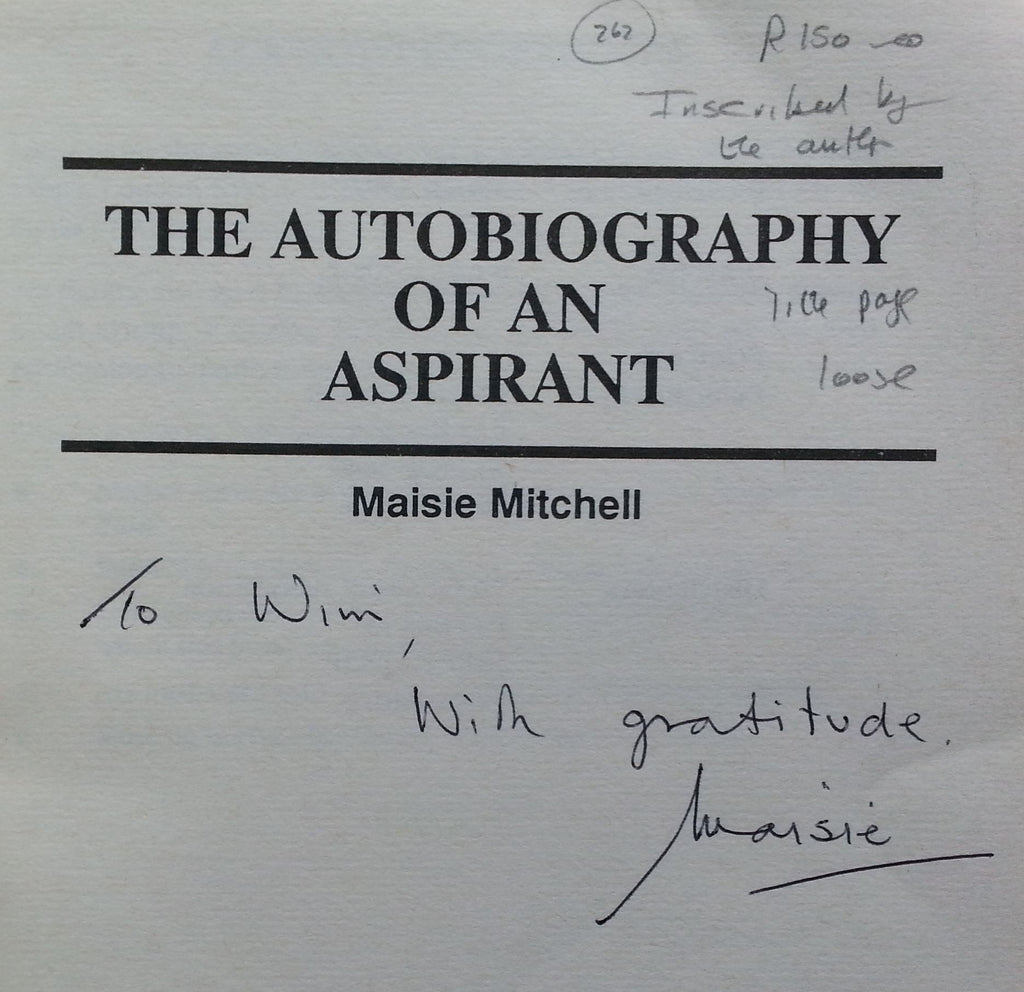 262 R150 -00
Inscribed by
the author
THE AUTOBIOGRAPHY
OF AN
ASPIRANT
Title page
loose
Maisie Mitchell
To Wim,
With gratitude.
Maisie